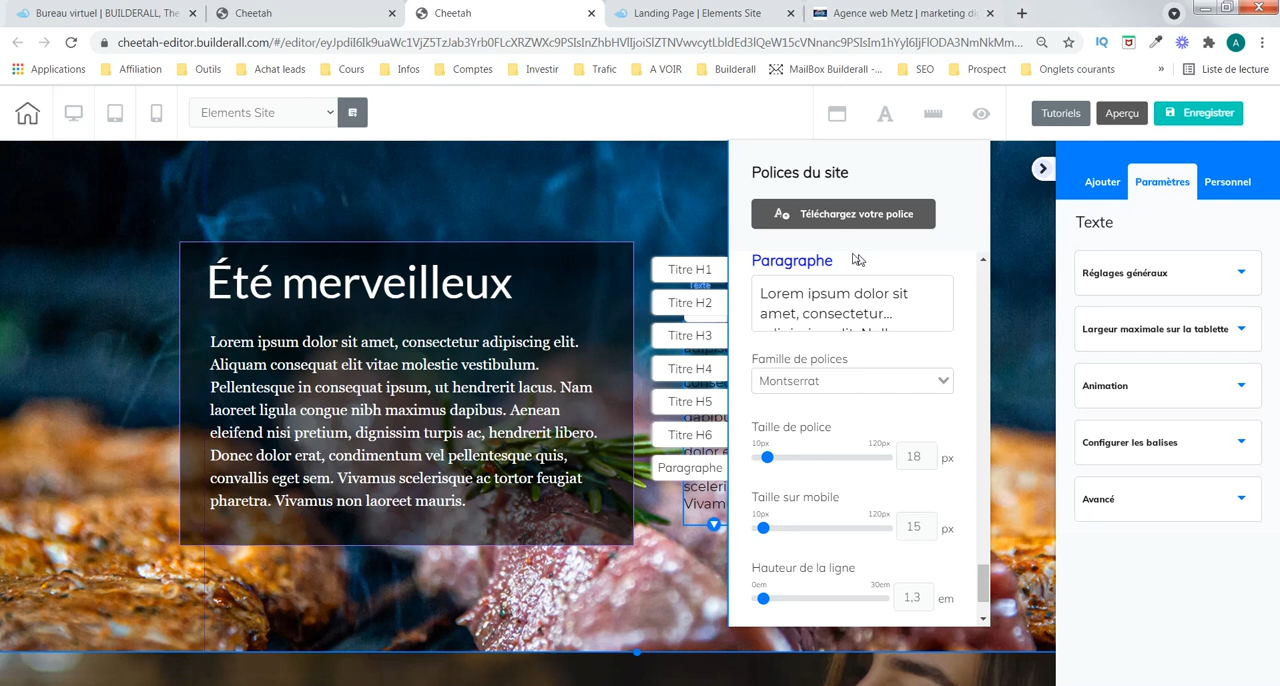 Bureau virtuel | BUILDERALL, The
Cheetah
Cheetah
Landing Page | Elements Site
Agence web Metz | marketing di
cheetah-editor.builderall.com/#/editor/
Applications
Affiliation
Outils
Achat leads
Cours
Infos
Comptes
Investir
Trafic
A VOIR
Builderall
MailBox Builderall -...
SEO
Prospect
Onglets courants
»
Liste de lecture
Elements Site
Tutoriels
Aperçu
Enregistrer
Polices du site
Téléchargez votre police
Paragraphe
Lorem ipsum dolor sit
amet, consectetur...
Famille de polices
Montserrat
Taille de police
10px 120px
18 px
Taille sur mobile
10px 120px
15 px
Hauteur de la ligne
0em 30em
1,3 em
Ajouter
Paramètres
Personnel
Texte
Réglages généraux
Largeur maximale sur la tablette
Animation
Configurer les balises
Avancé
Été merveilleux
Lorem ipsum dolor sit amet, consectetur adipiscing elit.
Aliquam consequat elit vitae molestie vestibulum.
Pellentesque in consequat ipsum, ut hendrerit lacus. Nam
laoreet ligula congue nibh maximus dapibus. Aenean
eleifend nisi pretium, dignissim turpis ac, hendrerit libero.
Donec dolor erat, condimentum vel pellentesque quis,
convallis eget sem. Vivamus scelerisque ac tortor feugiat
pharetra. Vivamus non laoreet mauris.
Titre H1
Texte
Titre H2
Titre H3
Titre H4
Titre H5
Titre H6
Paragraphe
sceleri
Vivam